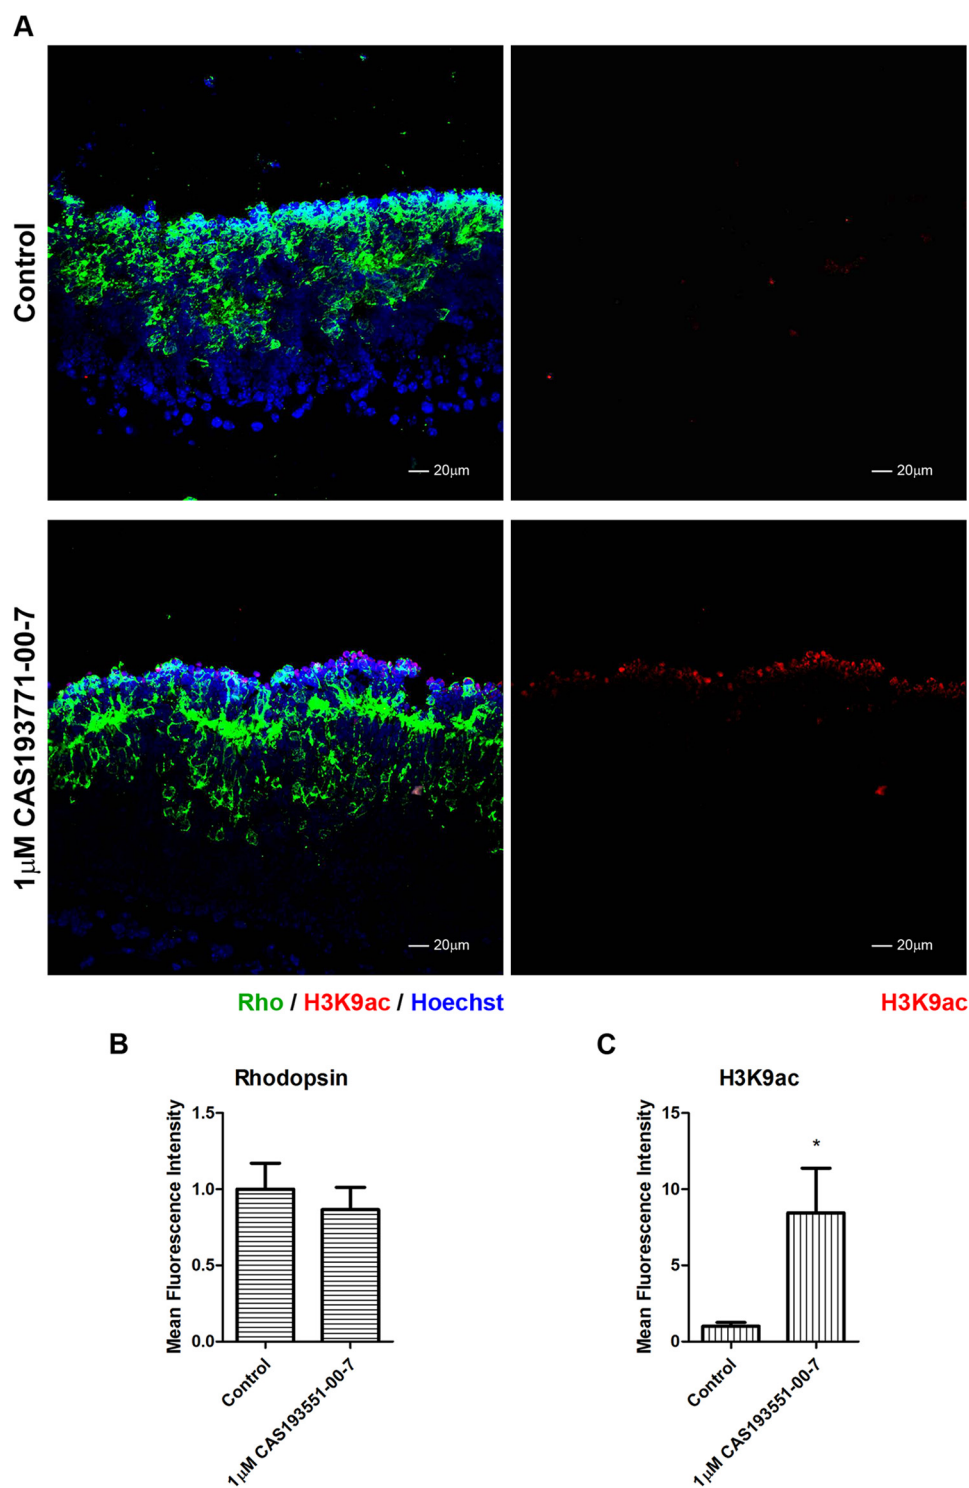 A
Control
20μm
20μm
1μM CAS193771-00-7
20μm
20μm
Rho / H3K9ac / Hoechst
H3K9ac
B
Rhodopsin
Mean Fluorescence Intensity
1.5
1.0
0.5
0.0
Control
1μM CAS193551-00-7
C
H3K9ac
Mean Fluorescence Intensity
15
10
5
0
*
Control
1μM CAS193551-00-7